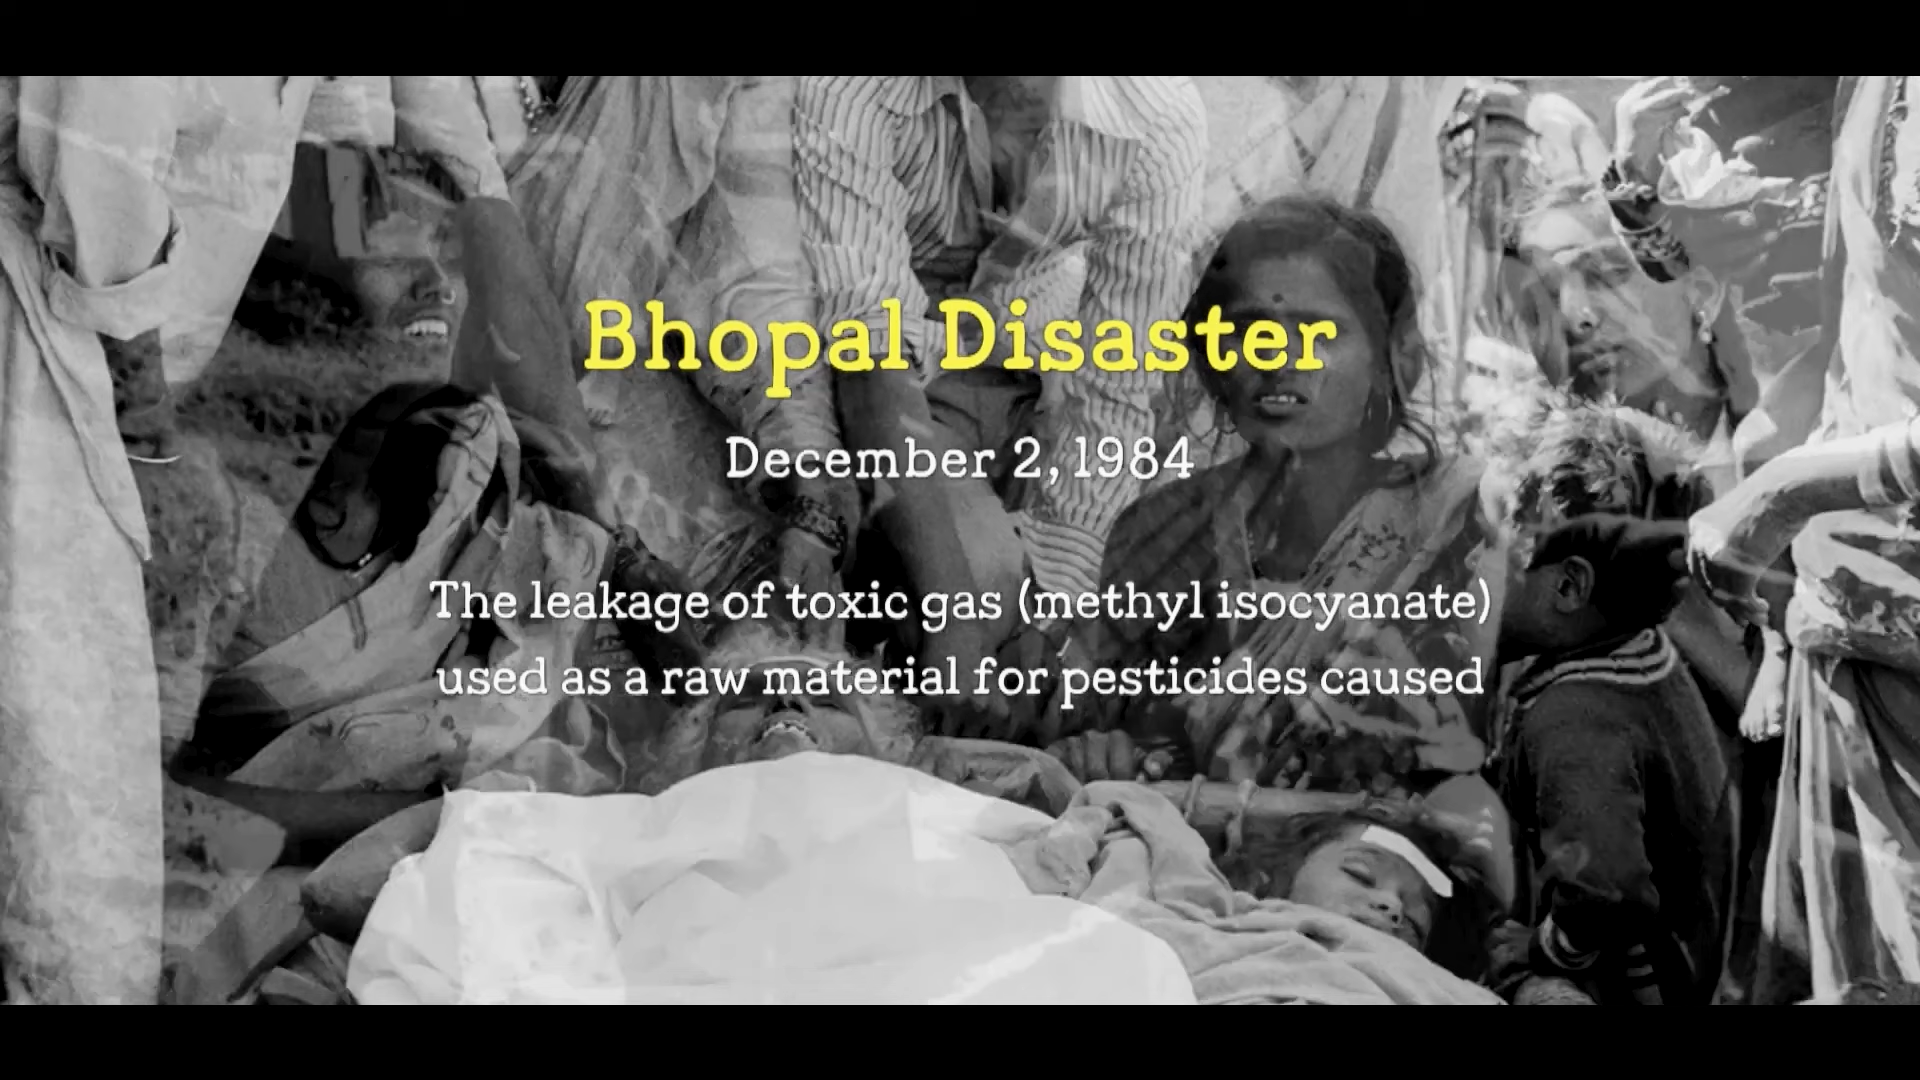 Bhopal Disaster
December 2, 1984
The leakage of toxic gas (methyl isocyanate)
used as a raw material for pesticides caused